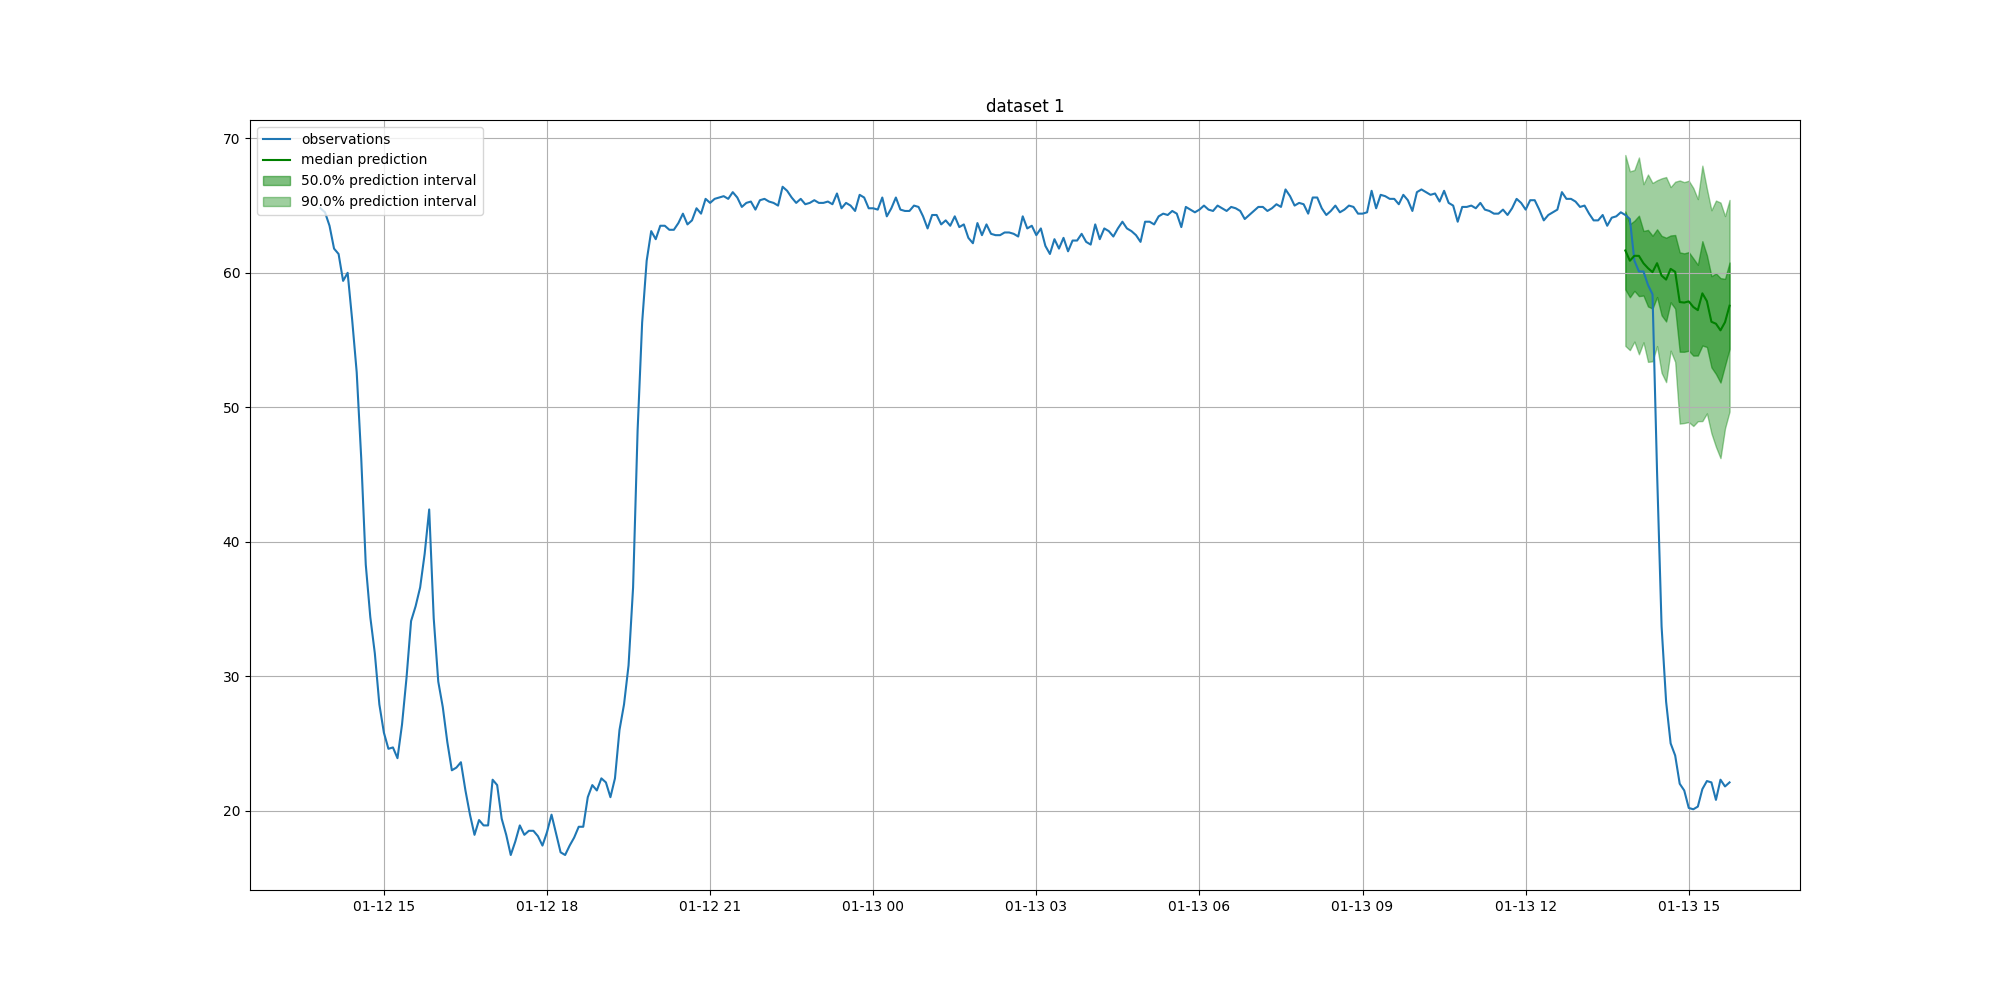 dataset 1
observations
median prediction
50.0% prediction interval
90.0% prediction interval
70
60
50
40
30
20
01-12 15 01-12 18 01-12 21 01-13 00 01-13 03 01-13 06 01-13 09 01-13 12 01-13 15